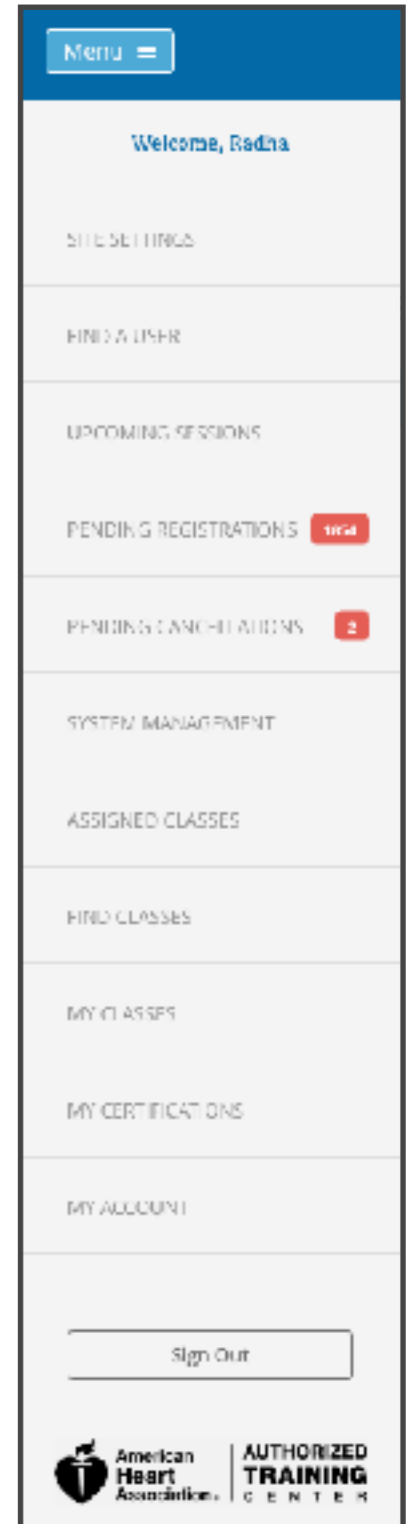 Menu
Welcome, Radha
SITE SETTINGS
FIND A USER
UPCOMING SESSIONS
PENDING REGISTRATIONS 1854
PENDING CANCELLATIONS 2
SYSTEM MANAGEMENT
ASSIGNED CLASSES
FIND CLASSES
MY CLASSES
MY CERTIFICATIONS
MY ACCOUNT
Sign Out
American Heart Association.
AUTHORIZED TRAINING CENTER